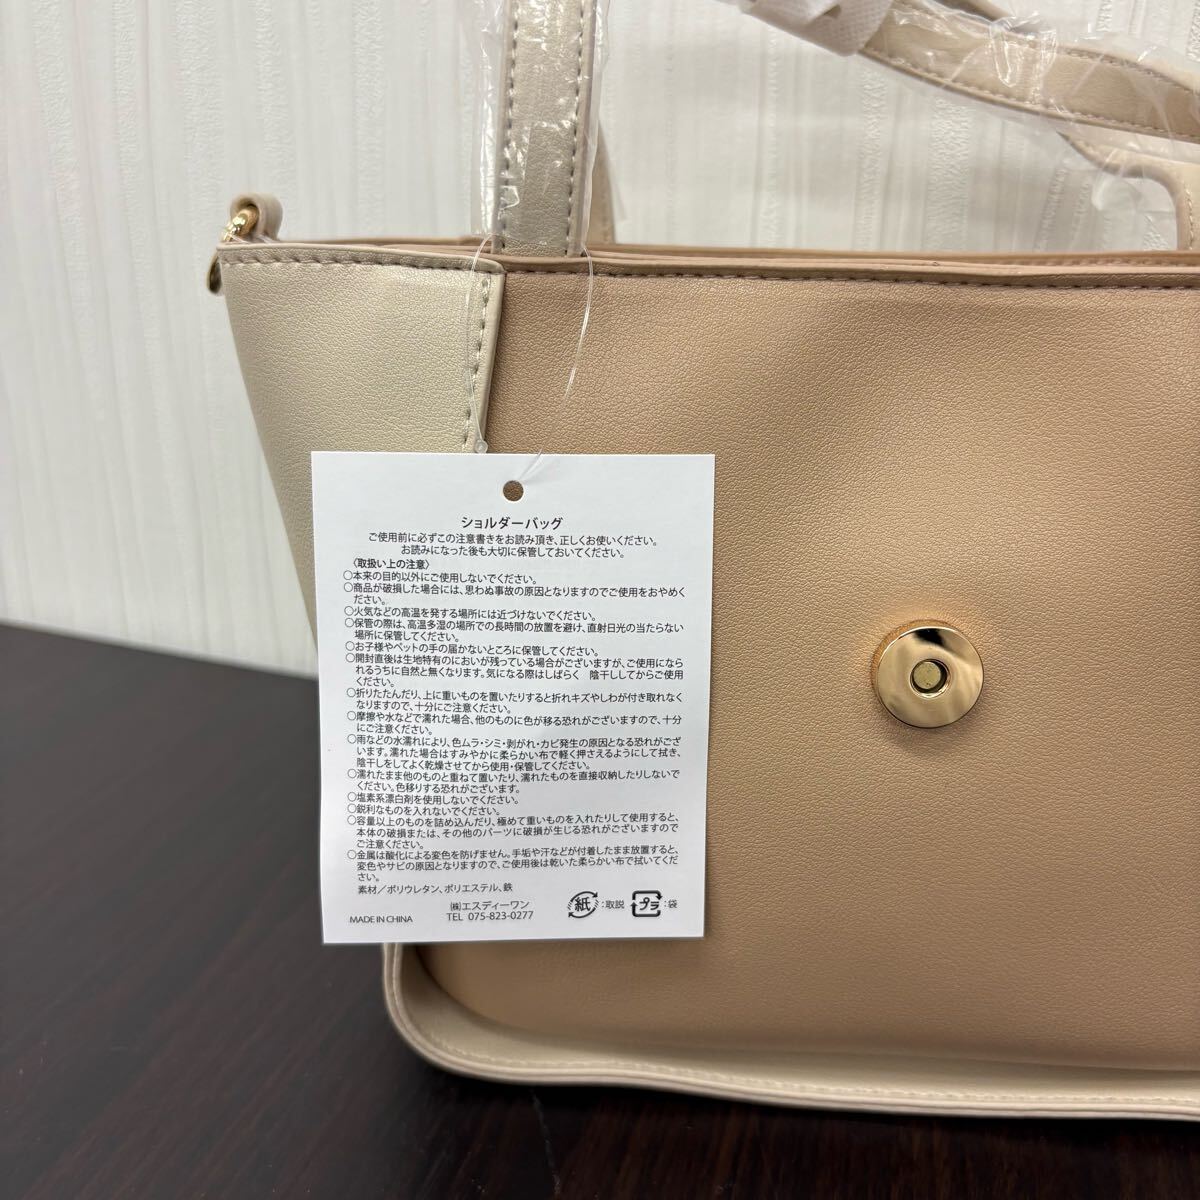 ショルダーバッグ
ご使用前に必ずこの注意書きをお読み頂き、正しくお使いください。
お読みになった後も大切に保管しておいてください。
〈取扱い上の注意〉
○本来の目的以外にご使用しないでください。
○商品が破損した場合には、思わぬ事故の原因となりますのでご使用をおやめく
ださい。
○火気などの高温を発する場所には近づけないでください。
○保管の際は、高温多湿の場所での長時間の放置を避け、直射日光の当たらない
場所に保管してください。
○お子様やペットの手の届かないところに保管してください。
○開封直後は生地特有のにおいが残っている場合がございますが、ご使用になら
れるうちに自然と無くなります。気になる際はしばらく　陰干ししてからご使用
ください。
○折りたたんだり、上に重いものを置いたりすると折れキズやしわが付き取れなく
なりますので、十分にご注意ください。
○摩擦や水などで濡れた場合、他のものに色が移る恐れがございますので、十分
にご注意ください。
○雨などの水濡れにより、色ムラ・シミ・剥がれ・カビ発生の原因となる恐れがござ
います。濡れた場合はすみやかに柔らかい布で軽く押さえるようにして拭き、
陰干しをしてよく乾燥させてから使用・保管してください。
○濡れたまま他のものと重ねて置いたり、濡れたものを直接収納したりしないで
ください。色移りする恐れがございます。
○塩素系漂白剤を使用しないでください。
○鋭利なものを入れないでください。
○容量以上のものを詰め込んだり、極めて重いものを入れたりして使用すると、
本体の破損または、その他のパーツに破損が生じる恐れがございますので
ご注意ください。
○金属は酸化による変色を防げません。手垢や汗などが付着したまま放置すると、
変色やサビの原因となりますので、ご使用後は乾いた柔らかい布で拭いてくだ
さい。
素材／ポリウレタン、ポリエステル、鉄
㈱エスディーワン
MADE IN CHINA TEL 075-823-0277
紙:取説 プラ:袋